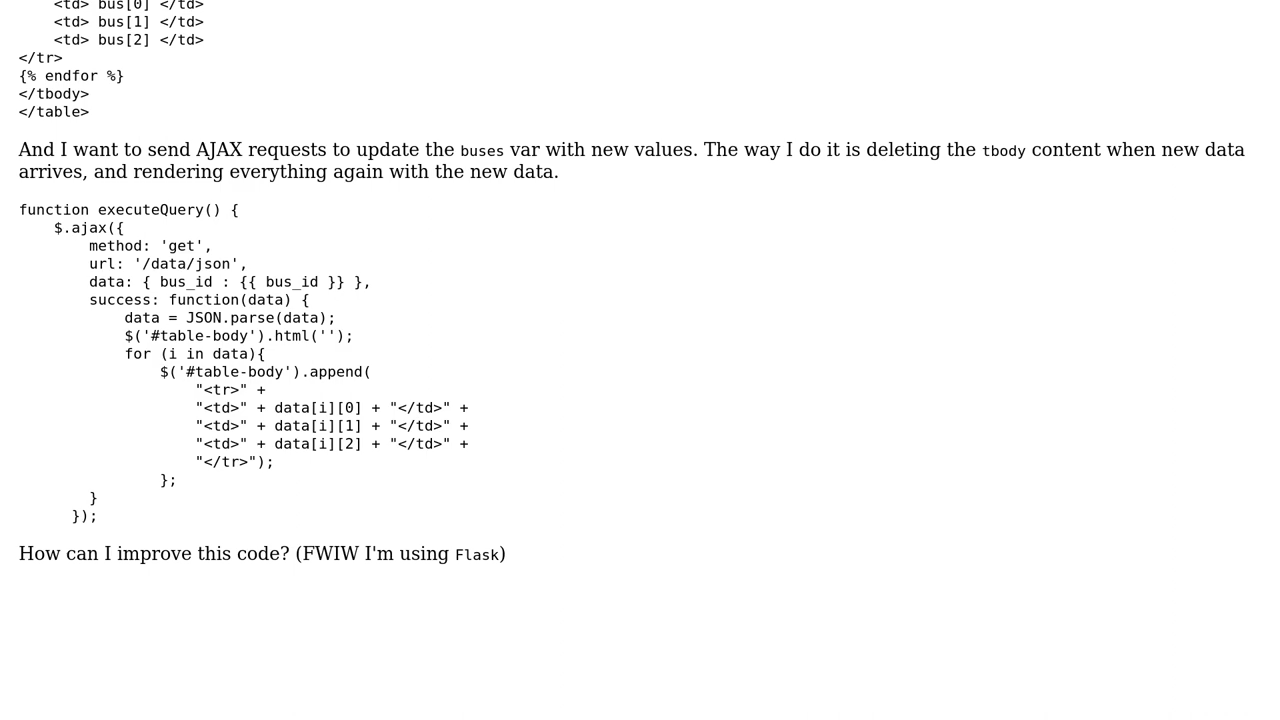 <td> bus[0] </td>
    <td> bus[1] </td>
    <td> bus[2] </td>
</tr>
{% endfor %}
</tbody>
</table>
And I want to send AJAX requests to update the buses var with new values. The way I do it is deleting the tbody content when new data
arrives, and rendering everything again with the new data.
function executeQuery() {
    $.ajax({
        method: 'get',
        url: '/data/json',
        data: { bus_id : {{ bus_id }} },
        success: function(data) {
            data = JSON.parse(data);
            $('#table-body').html('');
            for (i in data){
                $('#table-body').append(
                    "<tr>" +
                    "<td>" + data[i][0] + "</td>" +
                    "<td>" + data[i][1] + "</td>" +
                    "<td>" + data[i][2] + "</td>" +
                    "</tr>");
                };
        }
      });
How can I improve this code? (FWIW I'm using Flask)